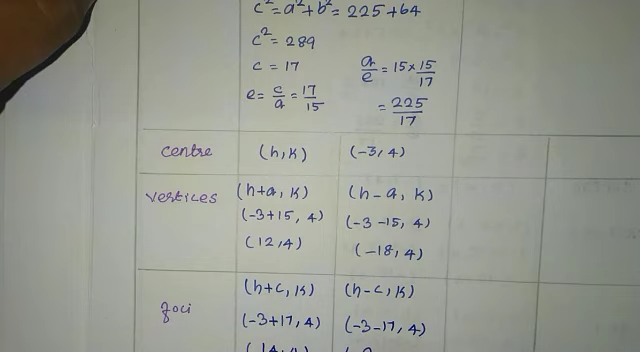 c² = a² + b² = 225 + 64
c² = 289
c = 17
a/e = 15 × 15/17
e = c/a = 17/15
= 225/17
centre (h, k) (-3, 4)
vertices (h+a, k) (h-a, k)
(-3+15, 4) (-3-15, 4)
(12, 4) (-18, 4)
foci (h+c, k) (h-c, k)
(-3+17, 4) (-3-17, 4)